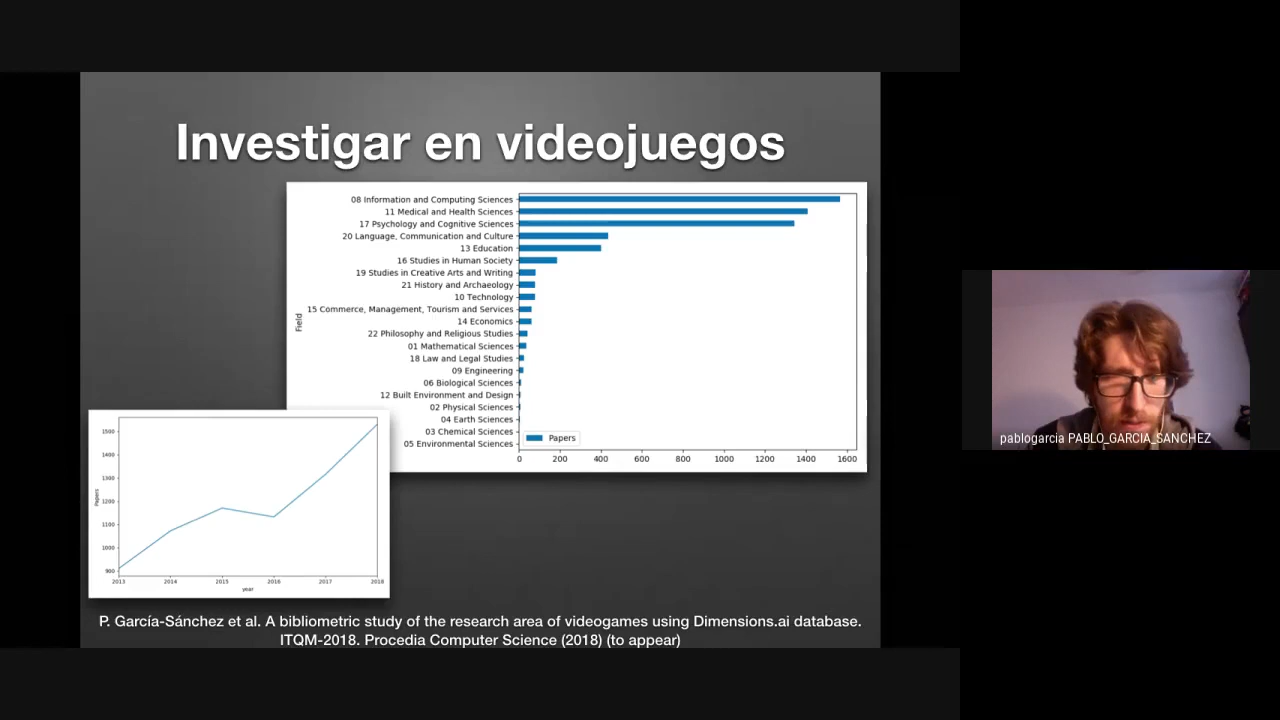 Investigar en videojuegos
08 Information and Computing Sciences
11 Medical and Health Sciences
17 Psychology and Cognitive Sciences
20 Language, Communication and Culture
13 Education
16 Studies in Human Society
19 Studies in Creative Arts and Writing
21 History and Archaeology
10 Technology
15 Commerce, Management, Tourism and Services
14 Economics
22 Philosophy and Religious Studies
01 Mathematical Sciences
18 Law and Legal Studies
09 Engineering
06 Biological Sciences
12 Built Environment and Design
02 Physical Sciences
04 Earth Sciences
03 Chemical Sciences
05 Environmental Sciences
Field
Papers
0 200 400 600 800 1000 1200 1400 1600
1500
1400
1300
1200
1100
1000
900
Papers
2013 2014 2015 2016 2017 2018
year
P. García-Sánchez et al. A bibliometric study of the research area of videogames using Dimensions.ai database.
ITQM-2018. Procedia Computer Science (2018) (to appear)
pablogarcia PABLO_GARCIA_SANCHEZ